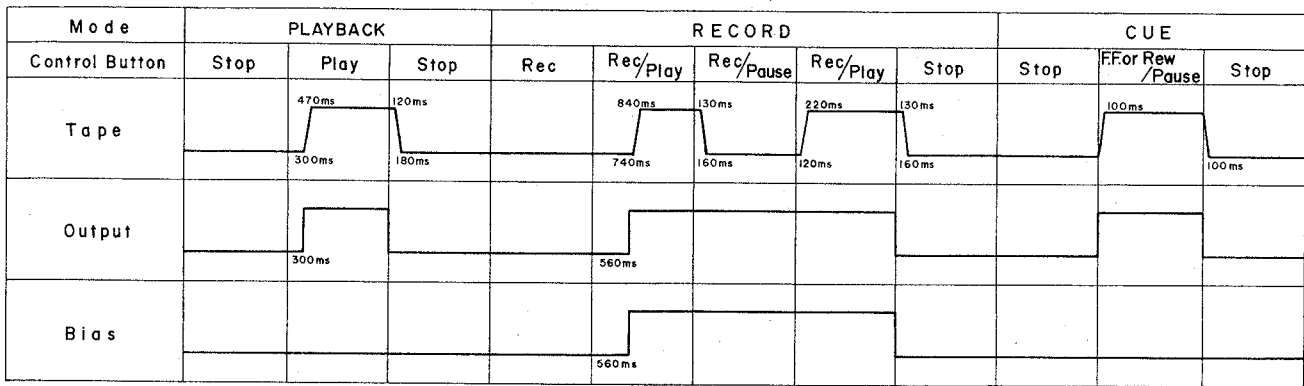 Mode PLAYBACK RECORD CUE
Control Button Stop Play Stop Rec Rec/Play Rec/Pause Rec/Play Stop Stop F.F. or Rew/Pause Stop
470ms 120ms 840ms 130ms 220ms 130ms 100ms
Tape
300ms 180ms 740ms 160ms 120ms 160ms 100ms
Output
300ms 560ms
Bias
560ms